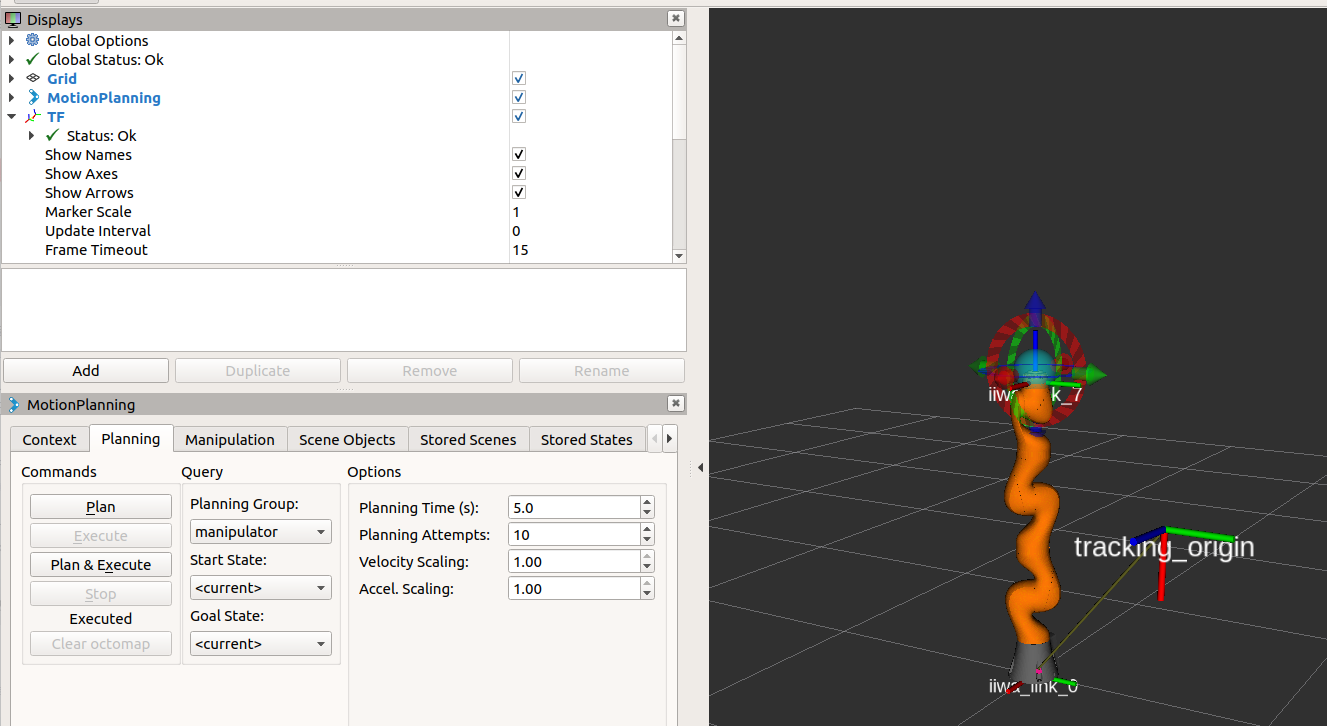 Displays
Global Options
Global Status: Ok
Grid
MotionPlanning
TF
Status: Ok
Show Names
Show Axes
Show Arrows
Marker Scale 1
Update Interval 0
Frame Timeout 15
Add Duplicate Remove Rename
MotionPlanning
Context Planning Manipulation Scene Objects Stored Scenes Stored States
Commands Query Options
Plan
Execute
Plan & Execute
Stop
Executed
Clear octomap
Planning Group:
manipulator
Start State:
<current>
Goal State:
<current>
Planning Time (s): 5.0
Planning Attempts: 10
Velocity Scaling: 1.00
Accel. Scaling: 1.00
iiwa_link_7
tracking_origin
iiwa_link_0